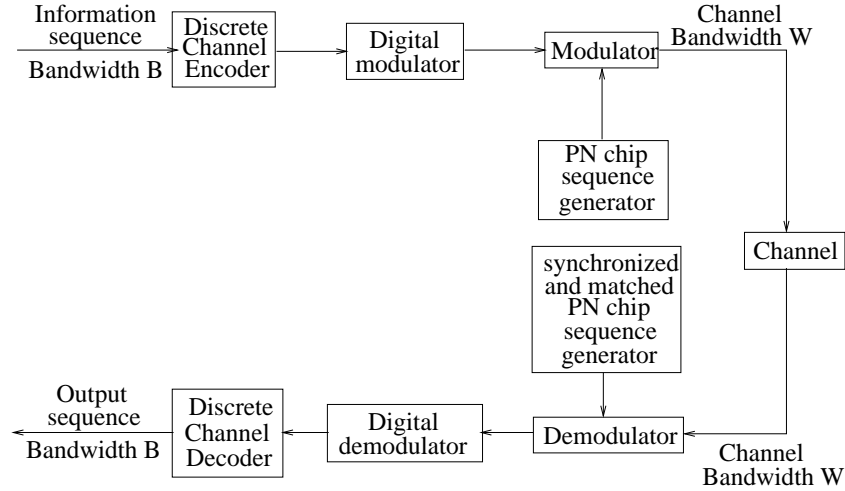 Information
sequence
Bandwidth B
Discrete
Channel
Encoder
Digital
modulator
Modulator
Channel
Bandwidth W
PN chip
sequence
generator
Channel
synchronized
and matched
PN chip
sequence
generator
Output
sequence
Bandwidth B
Discrete
Channel
Decoder
Digital
demodulator
Demodulator
Channel
Bandwidth W